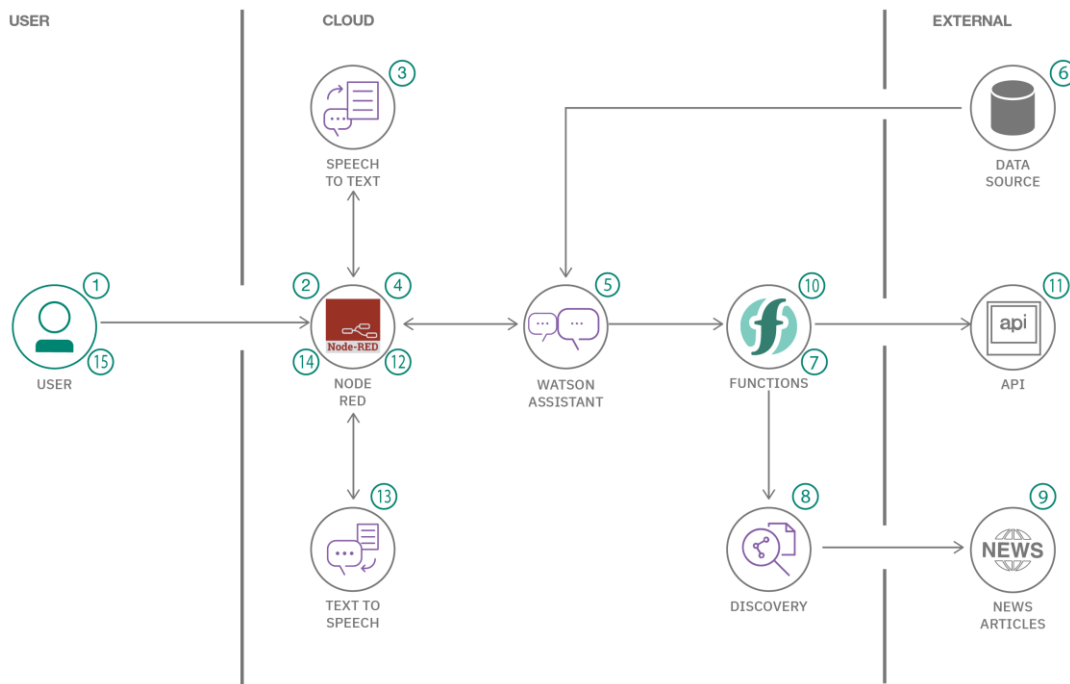 USER
CLOUD
EXTERNAL
3
6
SPEECH
TO TEXT
DATA
SOURCE
1
2
4
5
10
11
Node-RED
api
15
14
12
7
USER
NODE
RED
WATSON
ASSISTANT
FUNCTIONS
API
13
8
9
NEWS
TEXT TO
SPEECH
DISCOVERY
NEWS
ARTICLES